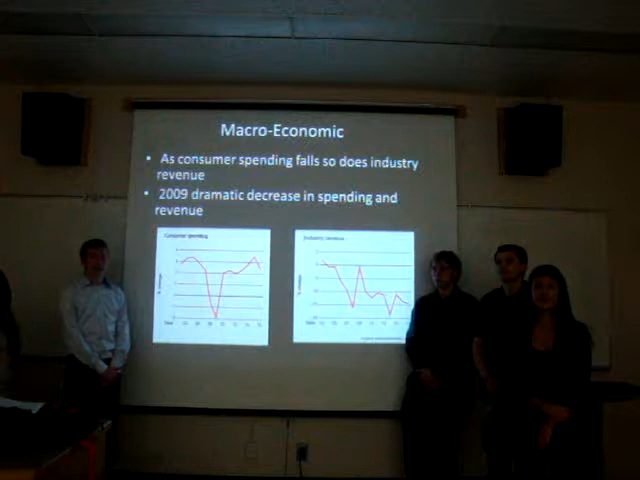 Macro-Economic
• As consumer spending falls so does industry
revenue
• 2009 dramatic decrease in spending and
revenue
Consumer spending
Industry revenue